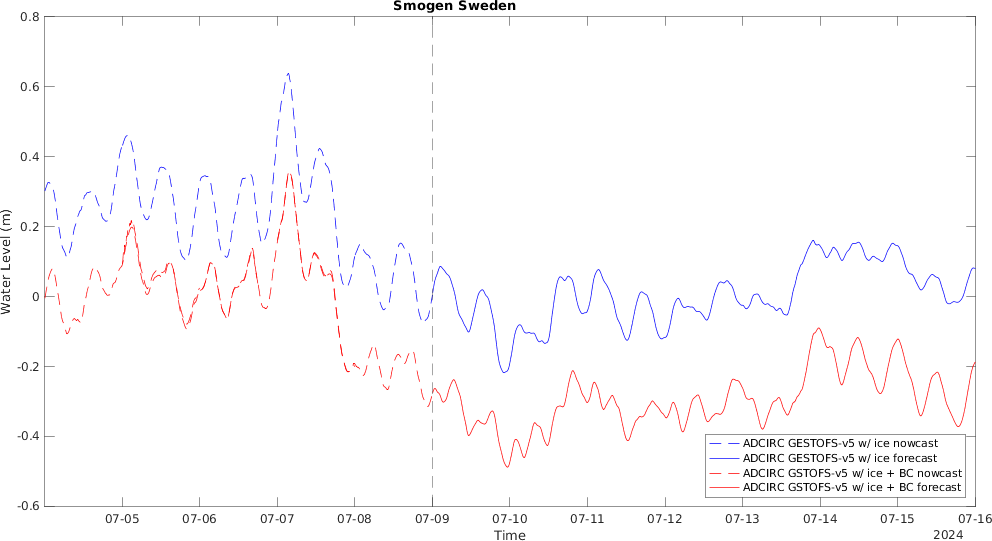 Smogen Sweden
0.8
0.6
0.4
0.2
0
-0.2
-0.4
-0.6
Water Level (m)
ADCIRC GESTOFS-v5 w/ ice nowcast
ADCIRC GESTOFS-v5 w/ ice forecast
ADCIRC GSTOFS-v5 w/ ice + BC nowcast
ADCIRC GSTOFS-v5 w/ ice + BC forecast
07-05 07-06 07-07 07-08 07-09 07-10 07-11 07-12 07-13 07-14 07-15 07-16
Time
2024